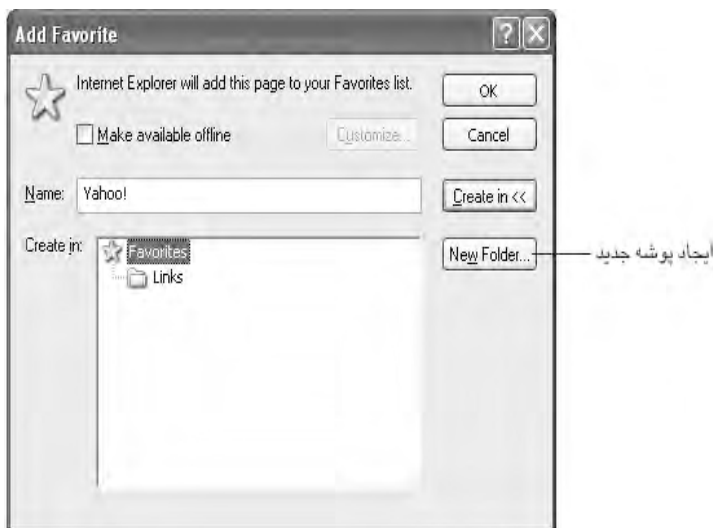 Add Favorite
Internet Explorer will add this page to your Favorites list.
OK
Make available offline
Customize...
Cancel
Name:
Yahoo!
Create in <<
Create in:
Favorites
New Folder...
ایجاد پوشه جدید
Links